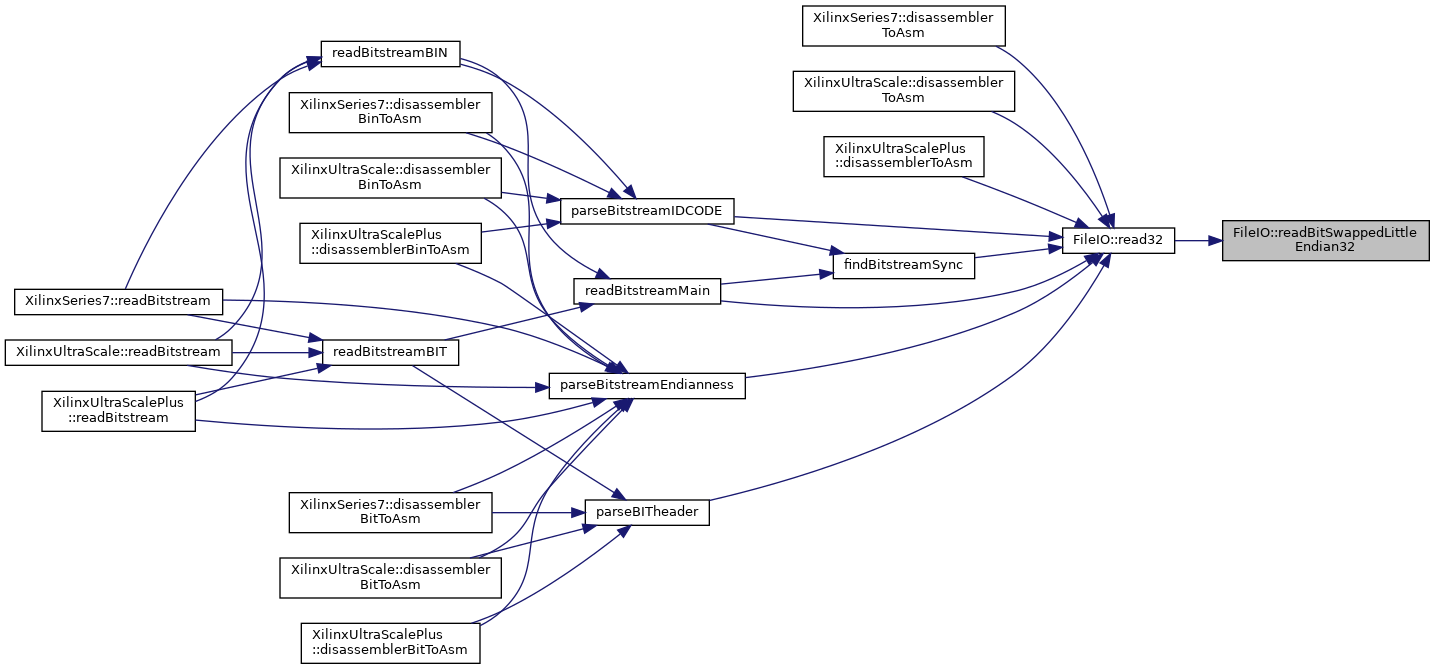 XilinxSeries7::disassembler
ToAsm
readBitstreamBIN
XilinxUltraScale::disassembler
ToAsm
XilinxSeries7::disassembler
BinToAsm
XilinxUltraScalePlus
::disassemblerToAsm
XilinxUltraScale::disassembler
BinToAsm
parseBitstreamIDCODE
XilinxUltraScalePlus
::disassemblerBinToAsm
FileIO::read32
FileIO::readBitSwappedLittle
Endian32
findBitstreamSync
readBitstreamMain
XilinxSeries7::readBitstream
XilinxUltraScale::readBitstream
readBitstreamBIT
parseBitstreamEndianness
XilinxUltraScalePlus
::readBitstream
XilinxSeries7::disassembler
BitToAsm
parseBITheader
XilinxUltraScale::disassembler
BitToAsm
XilinxUltraScalePlus
::disassemblerBitToAsm